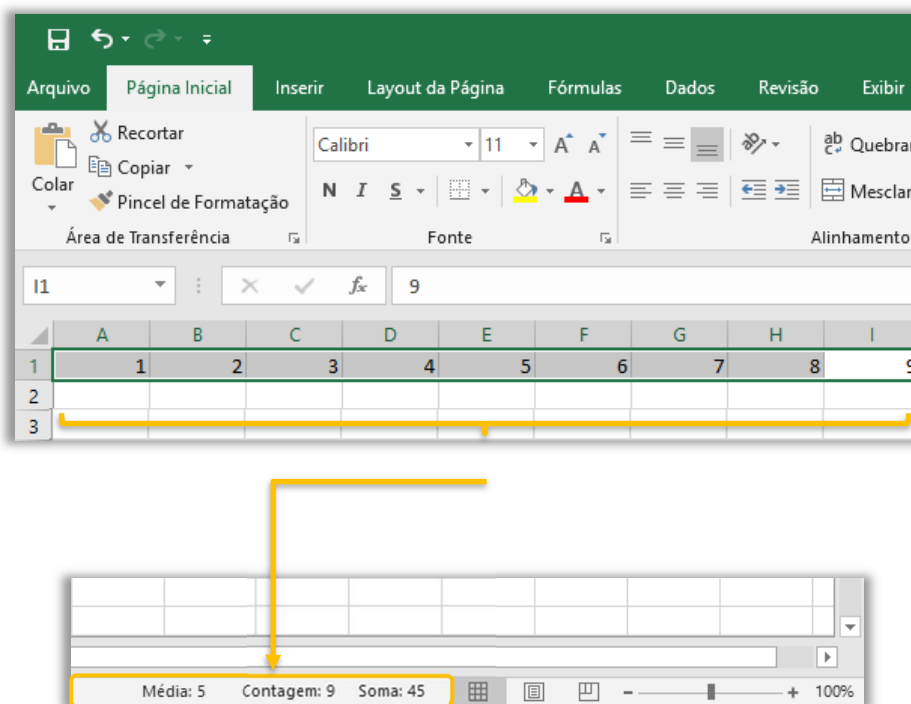 Arquivo Página Inicial Inserir Layout da Página Fórmulas Dados Revisão Exibir
Recortar Calibri 11 A A ab Quebrar
Copiar
Colar
Pincel de Formatação N I S A Mesclar
Área de Transferência Fonte Alinhamento
I1 fx 9
A B C D E F G H I
1 1 2 3 4 5 6 7 8 9
2
3
Média: 5 Contagem: 9 Soma: 45 - + 100%